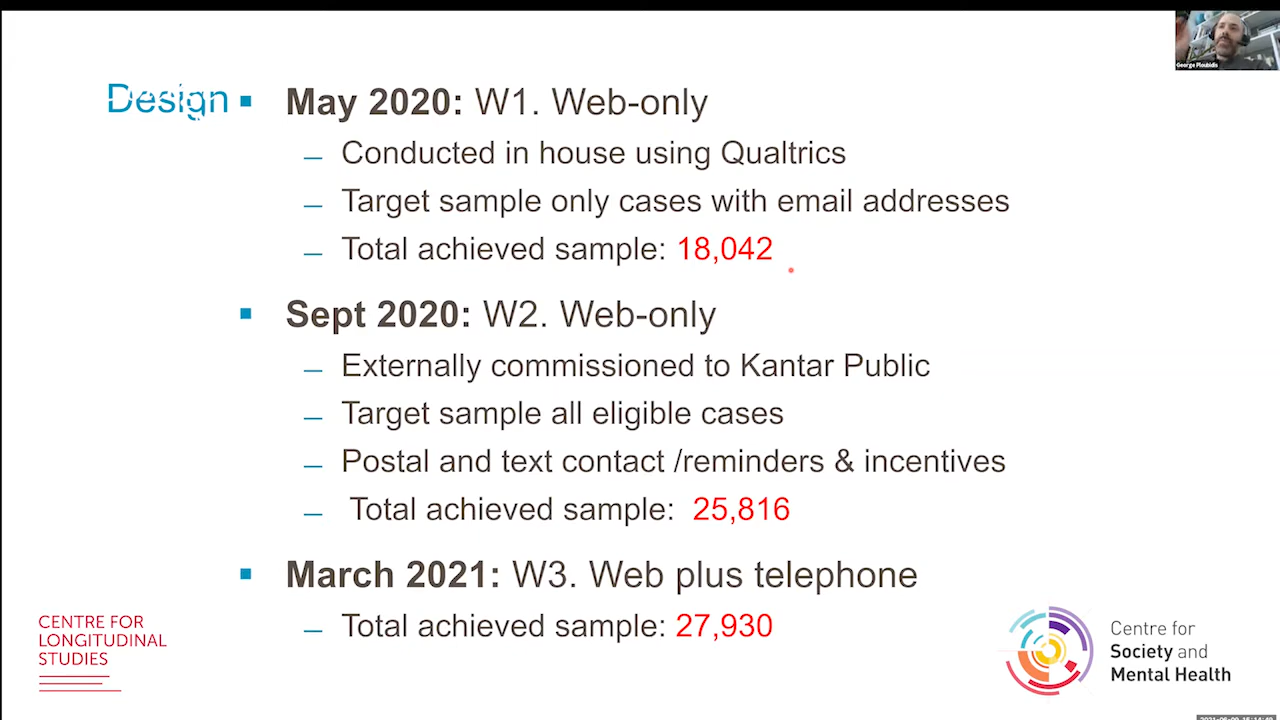 George Ploubidis
Design
▪ May 2020: W1. Web-only
– Conducted in house using Qualtrics
– Target sample only cases with email addresses
– Total achieved sample: 18,042
▪ Sept 2020: W2. Web-only
– Externally commissioned to Kantar Public
– Target sample all eligible cases
– Postal and text contact /reminders & incentives
– Total achieved sample: 25,816
▪ March 2021: W3. Web plus telephone
– Total achieved sample: 27,930
CENTRE FOR
LONGITUDINAL
STUDIES
Centre for
Society and
Mental Health